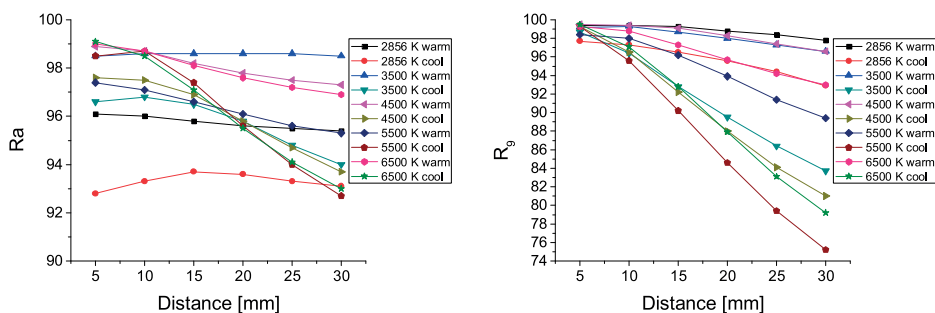 100
98
96
94
92
90
Ra
5 10 15 20 25 30
Distance [mm]
2856 K warm
2856 K cool
3500 K warm
3500 K cool
4500 K warm
4500 K cool
5500 K warm
5500 K cool
6500 K warm
6500 K cool
100
98
96
94
92
90
88
86
84
82
80
78
76
74
R9
5 10 15 20 25 30
Distance [mm]
2856 K warm
2856 K cool
3500 K warm
3500 K cool
4500 K warm
4500 K cool
5500 K warm
5500 K cool
6500 K warm
6500 K cool